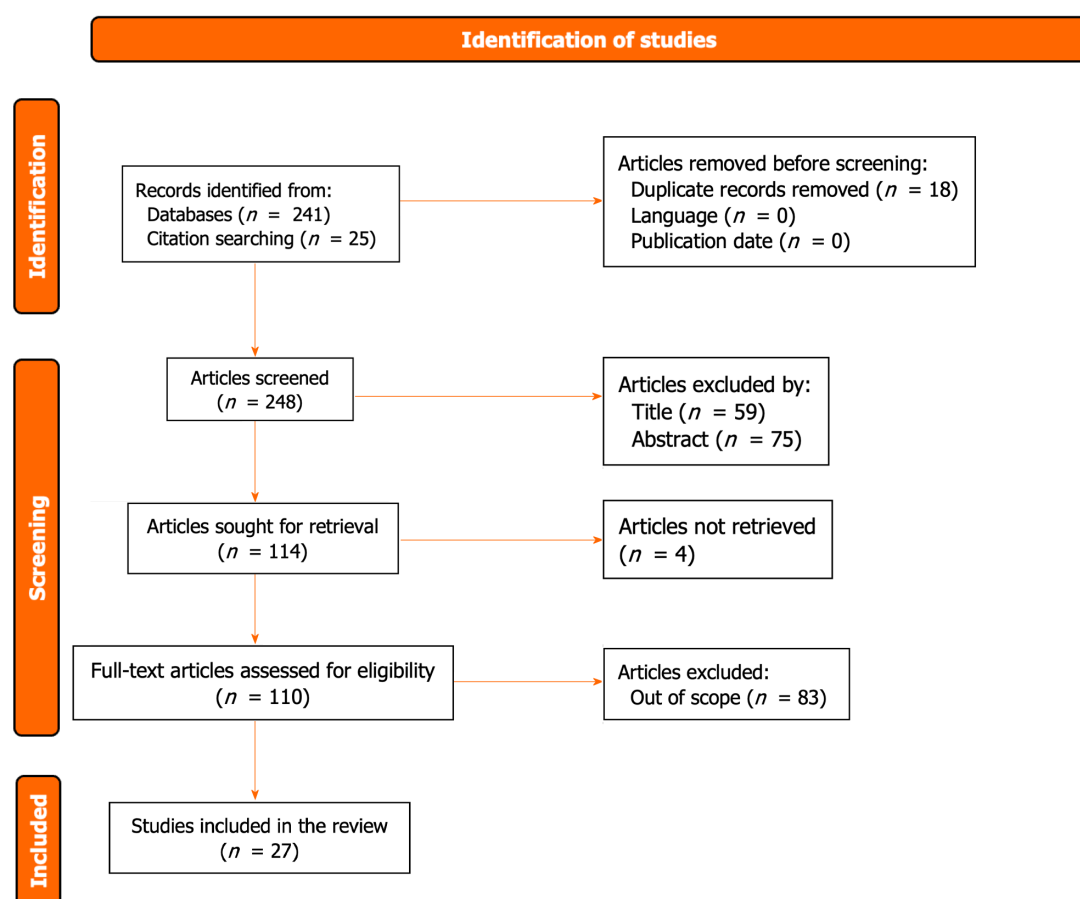 Identification of studies
Identification
Records identified from:
Databases (n = 241)
Citation searching (n = 25)
Articles removed before screening:
Duplicate records removed (n = 18)
Language (n = 0)
Publication date (n = 0)
Screening
Articles screened
(n = 248)
Articles excluded by:
Title (n = 59)
Abstract (n = 75)
Articles sought for retrieval
(n = 114)
Articles not retrieved
(n = 4)
Full-text articles assessed for eligibility
(n = 110)
Articles excluded:
Out of scope (n = 83)
Included
Studies included in the review
(n = 27)